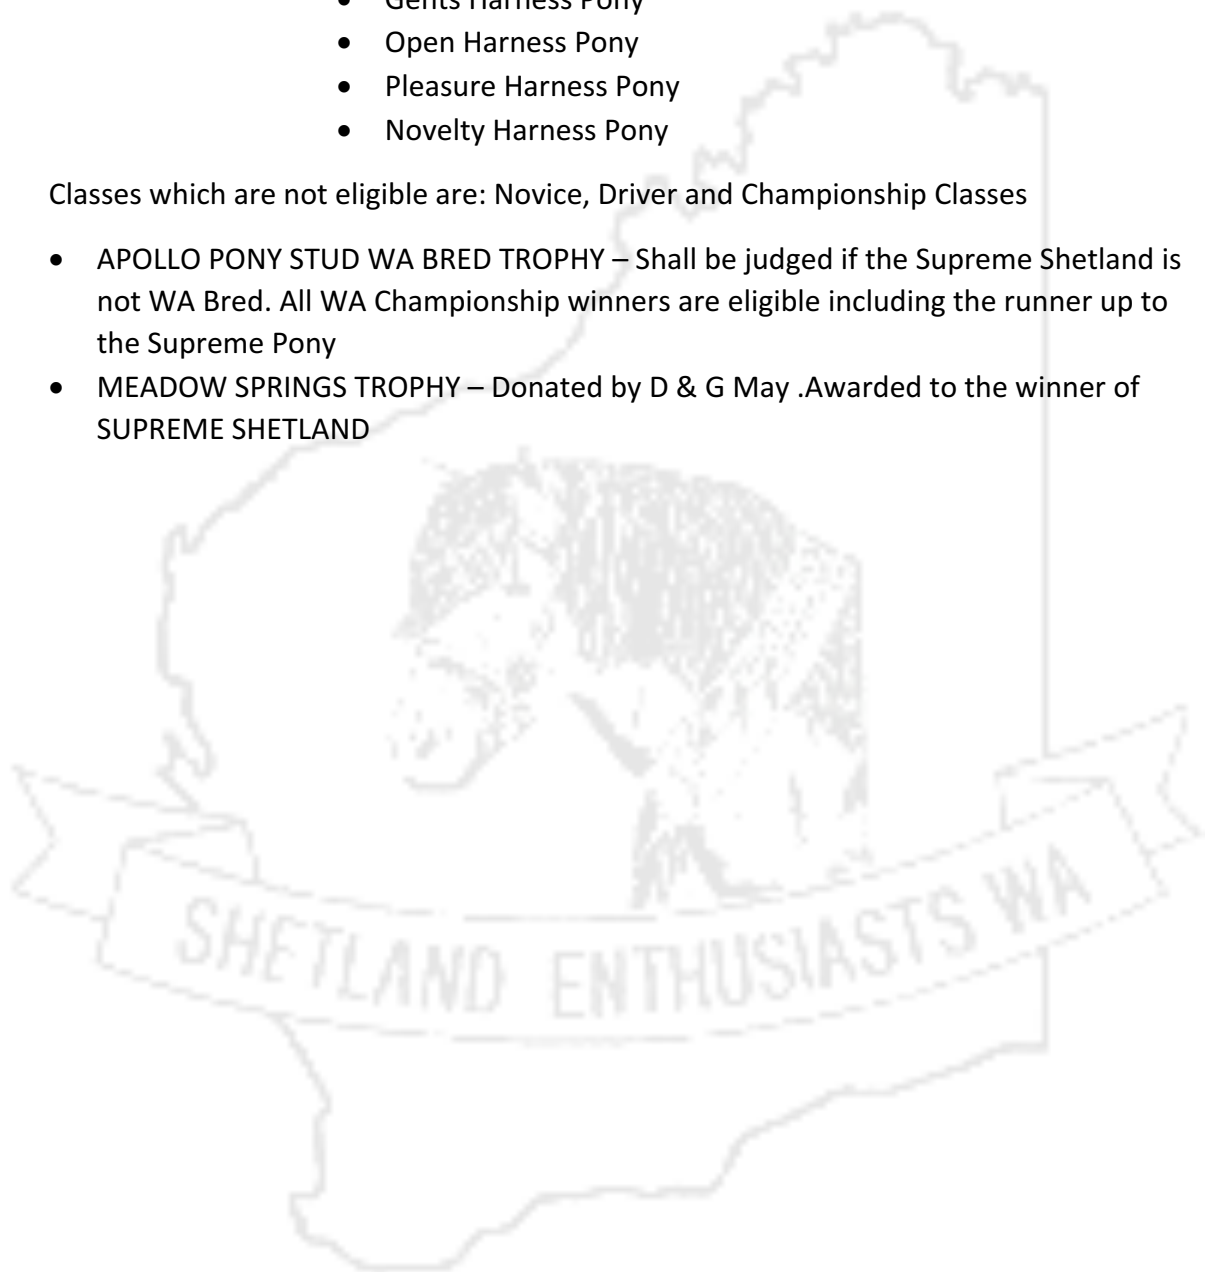 • Gents Harness Pony
• Open Harness Pony
• Pleasure Harness Pony
• Novelty Harness Pony
Classes which are not eligible are: Novice, Driver and Championship Classes
• APOLLO PONY STUD WA BRED TROPHY – Shall be judged if the Supreme Shetland is
not WA Bred. All WA Championship winners are eligible including the runner up to
the Supreme Pony
• MEADOW SPRINGS TROPHY – Donated by D & G May .Awarded to the winner of
SUPREME SHETLAND
SHETLAND ENTHUSIASTS WA